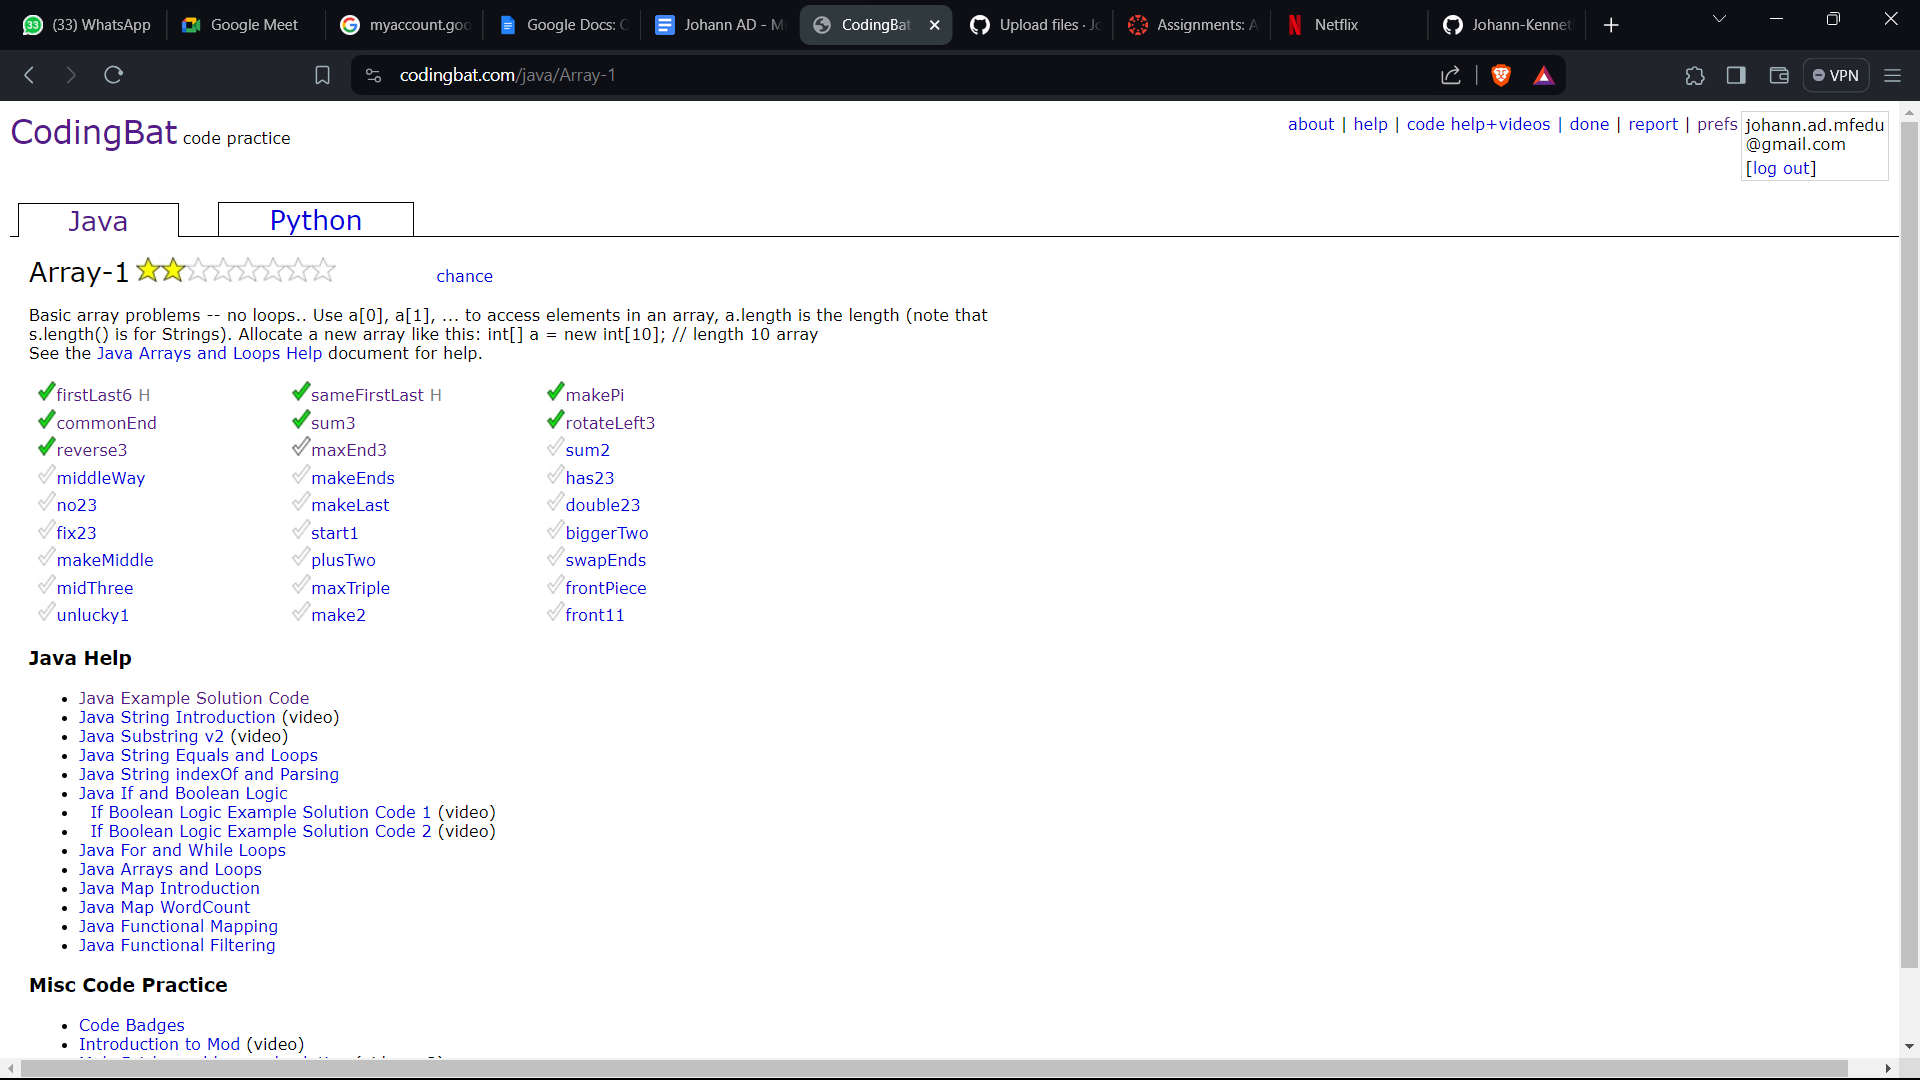 (33) WhatsApp
Google Meet
myaccount.goo
Google Docs: O
Johann AD - Mi
CodingBat
Upload files · Jo
Assignments: A
Netflix
Johann-Kenneth
codingbat.com/java/Array-1
VPN
CodingBat code practice
about | help | code help+videos | done | report | prefs
johann.ad.mfedu
@gmail.com
[log out]
Java
Python
Array-1
chance
Basic array problems -- no loops.. Use a[0], a[1], ... to access elements in an array, a.length is the length (note that
s.length() is for Strings). Allocate a new array like this: int[] a = new int[10]; // length 10 array
See the Java Arrays and Loops Help document for help.
firstLast6 H
sameFirstLast H
makePi
commonEnd
sum3
rotateLeft3
reverse3
maxEnd3
sum2
middleWay
makeEnds
has23
no23
makeLast
double23
fix23
start1
biggerTwo
makeMiddle
plusTwo
swapEnds
midThree
maxTriple
frontPiece
unlucky1
make2
front11
Java Help
Java Example Solution Code
Java String Introduction (video)
Java Substring v2 (video)
Java String Equals and Loops
Java String indexOf and Parsing
Java If and Boolean Logic
If Boolean Logic Example Solution Code 1 (video)
If Boolean Logic Example Solution Code 2 (video)
Java For and While Loops
Java Arrays and Loops
Java Map Introduction
Java Map WordCount
Java Functional Mapping
Java Functional Filtering
Misc Code Practice
Code Badges
Introduction to Mod (video)